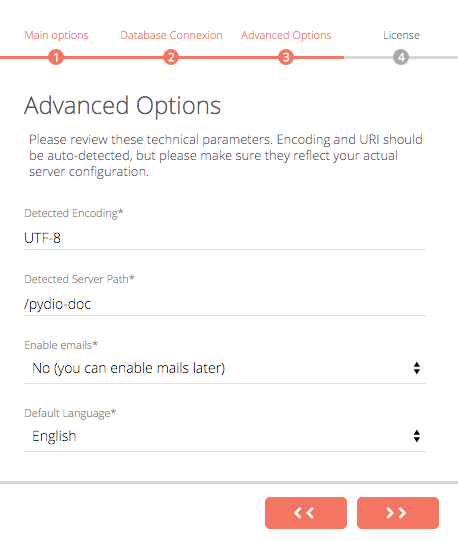 Main options Database Connexion Advanced Options License
1 2 3 4
Advanced Options
Please review these technical parameters. Encoding and URI should
be auto-detected, but please make sure they reflect your actual
server configuration.
Detected Encoding*
UTF-8
Detected Server Path*
/pydio-doc
Enable emails*
No (you can enable mails later)
Default Language*
English
<< >>